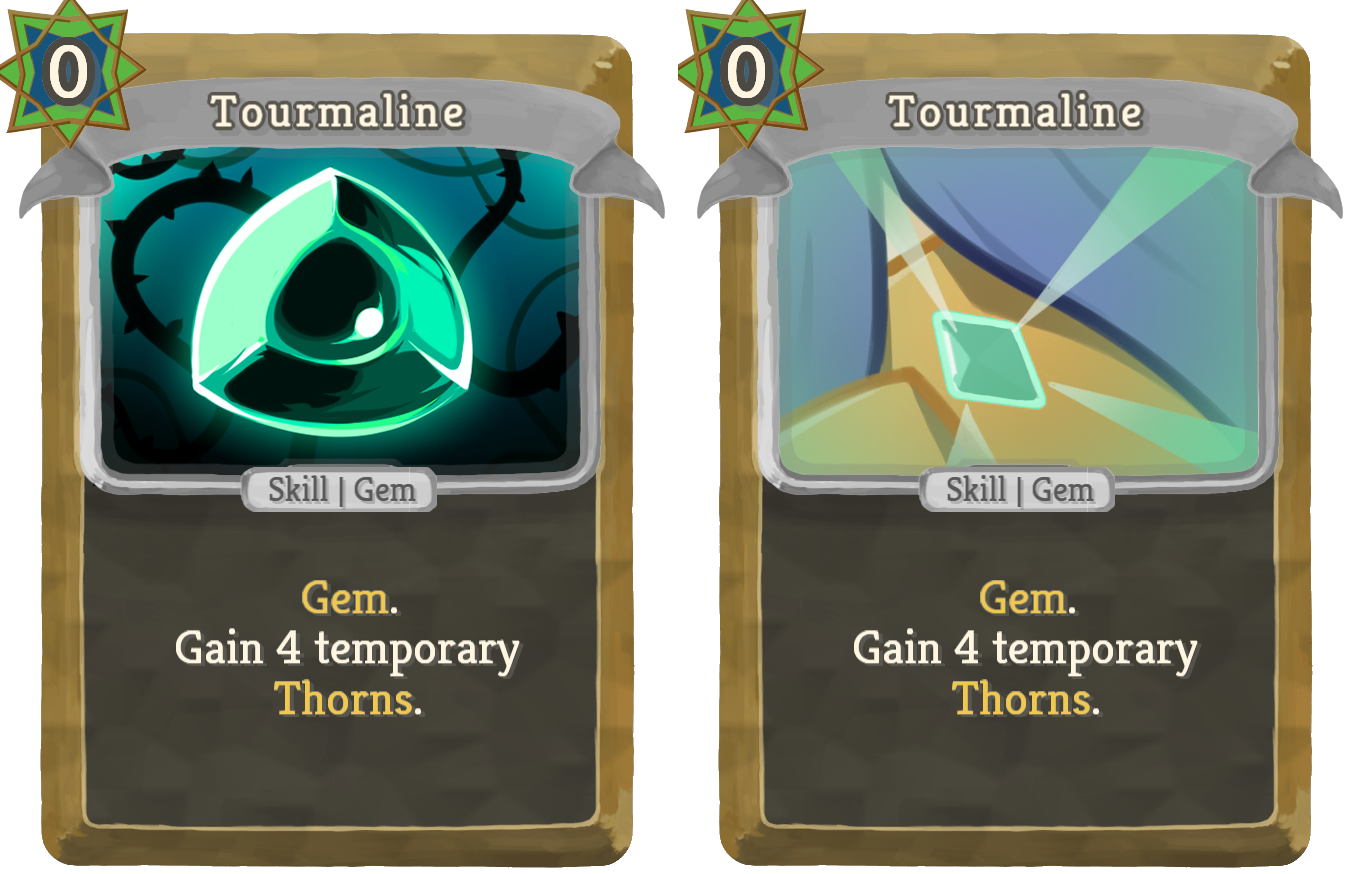 0
Tourmaline
Skill | Gem
Gem.
Gain 4 temporary
Thorns.
0
Tourmaline
Skill | Gem
Gem.
Gain 4 temporary
Thorns.